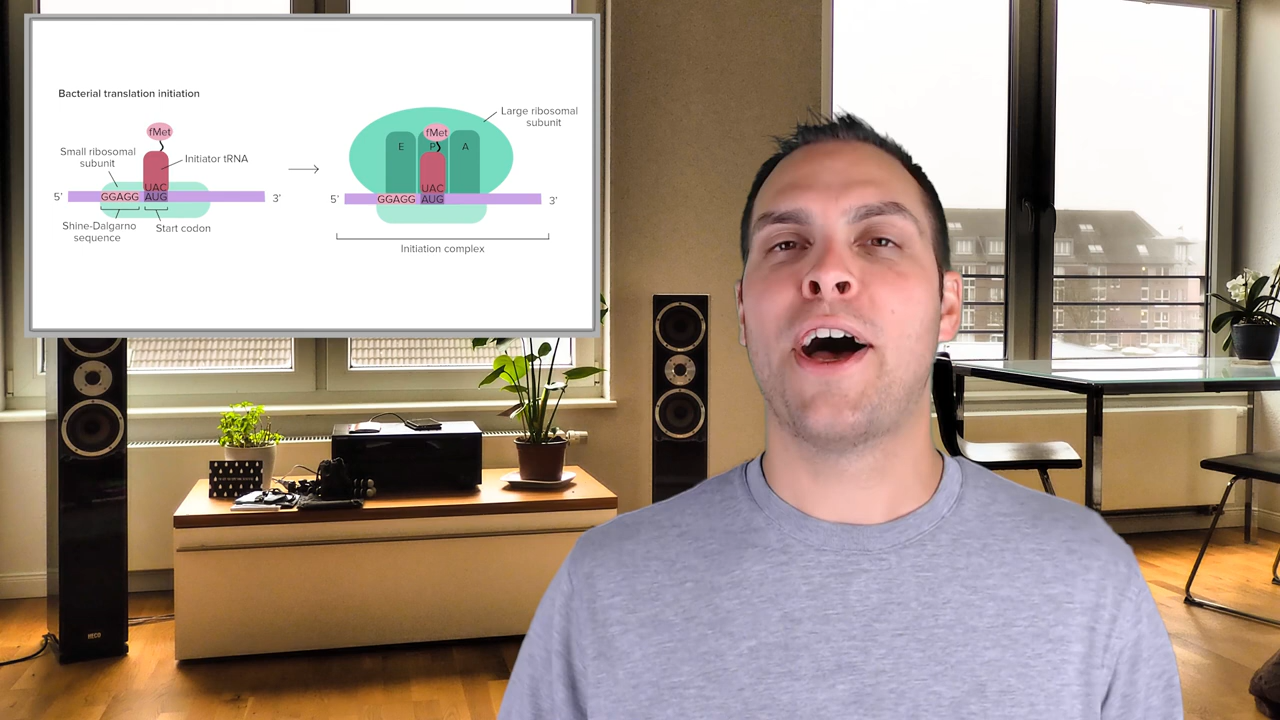 Bacterial translation initiation
fMet
Small ribosomal
subunit
Initiator tRNA
UAC
5'
GGAGG
AUG
3'
Shine-Dalgarno
sequence
Start codon
Large ribosomal
subunit
fMet
E
P
A
UAC
5'
GGAGG
AUG
3'
Initiation complex
HECO